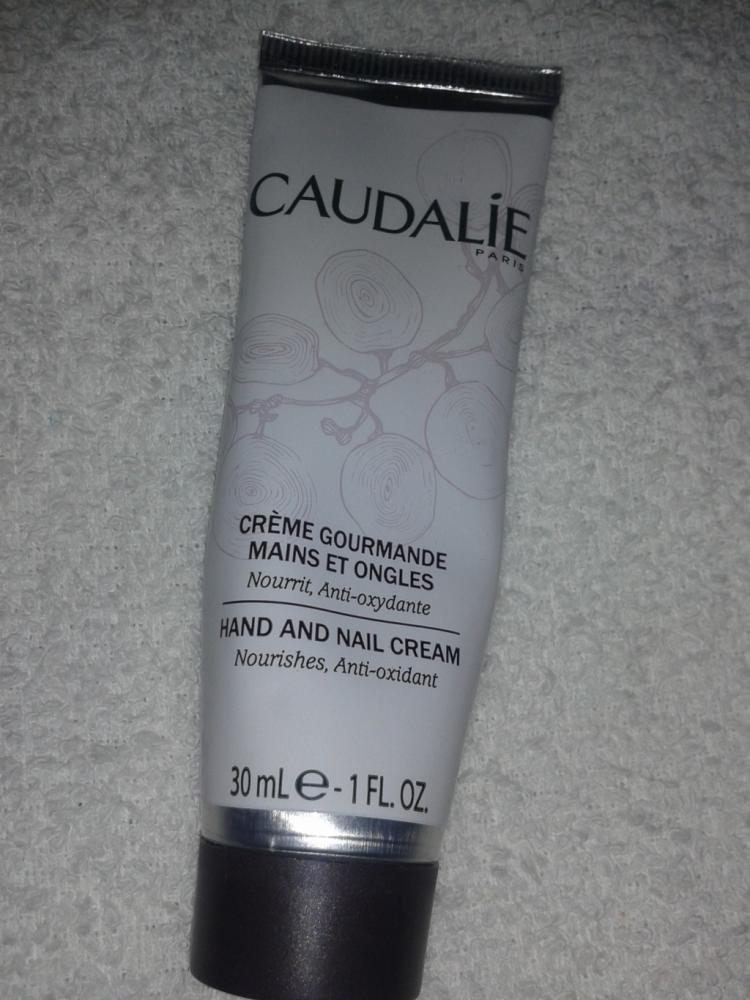 CAUDALİE
PARIS
CRÈME GOURMANDE
MAINS ET ONGLES
Nourrit, Anti-oxydante
HAND AND NAIL CREAM
Nourishes, Anti-oxidant
30 mL ℮ - 1 FL. OZ.